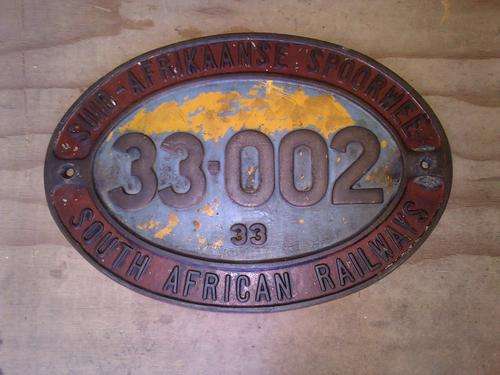 SUID-AFRIKAANSE SPOORWEË
33-002
33
SOUTH AFRICAN RAILWAYS